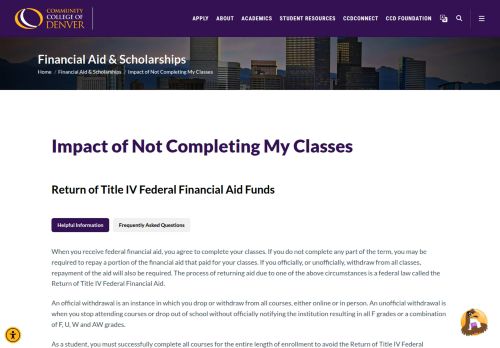 COMMUNITY
COLLEGE OF
DENVER
APPLY ABOUT ACADEMICS STUDENT RESOURCES CCDCONNECT CCD FOUNDATION
Financial Aid & Scholarships
Home / Financial Aid & Scholarships / Impact of Not Completing My Classes
Impact of Not Completing My Classes
Return of Title IV Federal Financial Aid Funds
Helpful Information Frequently Asked Questions
When you receive federal financial aid, you agree to complete your classes. If you do not complete any part of the term, you may be
required to repay a portion of the financial aid that paid for your classes. If you officially, or unofficially, withdraw from all classes,
repayment of the aid will also be required. The process of returning aid due to one of the above circumstances is a federal law called the
Return of Title IV Federal Financial Aid.
An official withdrawal is an instance in which you drop or withdraw from all courses, either online or in person. An unofficial withdrawal is
when you stop attending courses or drop out of school without officially notifying the institution resulting in all F grades or a combination
of F, U, W and AW grades.
As a student, you must successfully complete all courses for the entire length of enrollment to avoid the Return of Title IV Federal